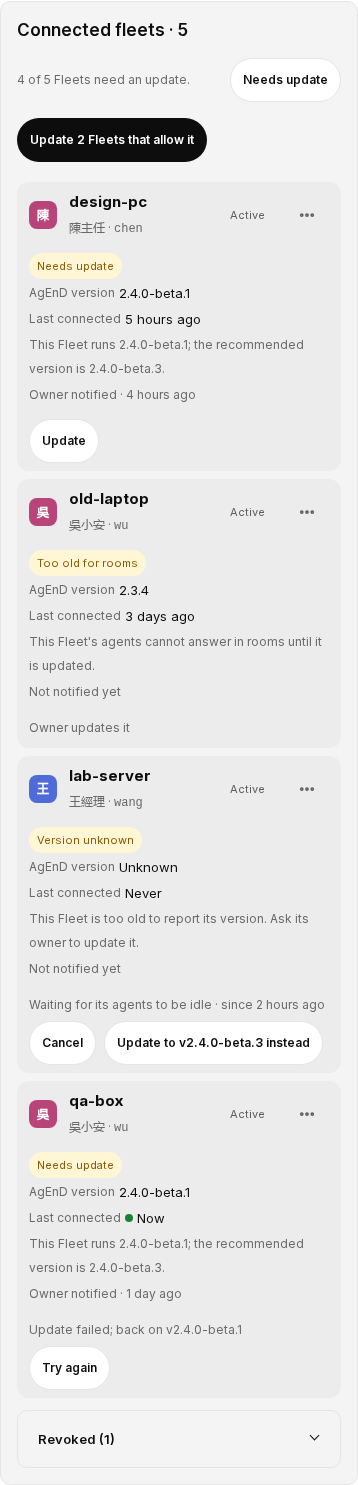 Connected fleets · 5
4 of 5 Fleets need an update.
Needs update
Update 2 Fleets that allow it
陳
design-pc
Active
陳主任 · chen
Needs update
AgEnD version 2.4.0-beta.1
Last connected 5 hours ago
This Fleet runs 2.4.0-beta.1; the recommended
version is 2.4.0-beta.3.
Owner notified · 4 hours ago
Update
吳
old-laptop
Active
吳小安 · wu
Too old for rooms
AgEnD version 2.3.4
Last connected 3 days ago
This Fleet's agents cannot answer in rooms until it
is updated.
Not notified yet
Owner updates it
王
lab-server
Active
王經理 · wang
Version unknown
AgEnD version Unknown
Last connected Never
This Fleet is too old to report its version. Ask its
owner to update it.
Not notified yet
Waiting for its agents to be idle · since 2 hours ago
Cancel
Update to v2.4.0-beta.3 instead
吳
qa-box
Active
吳小安 · wu
Needs update
AgEnD version 2.4.0-beta.1
Last connected Now
This Fleet runs 2.4.0-beta.1; the recommended
version is 2.4.0-beta.3.
Owner notified · 1 day ago
Update failed; back on v2.4.0-beta.1
Try again
Revoked (1)